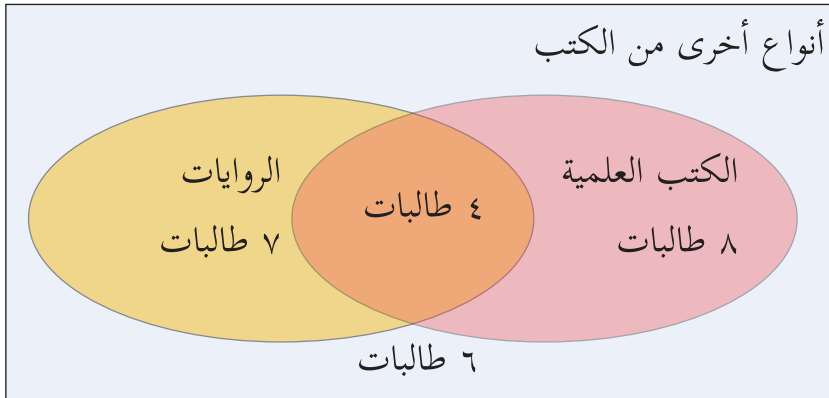 أنواع أخرى من الكتب
الكتب العلمية
٨ طالبات
٤ طالبات
الروايات
٧ طالبات
٦ طالبات